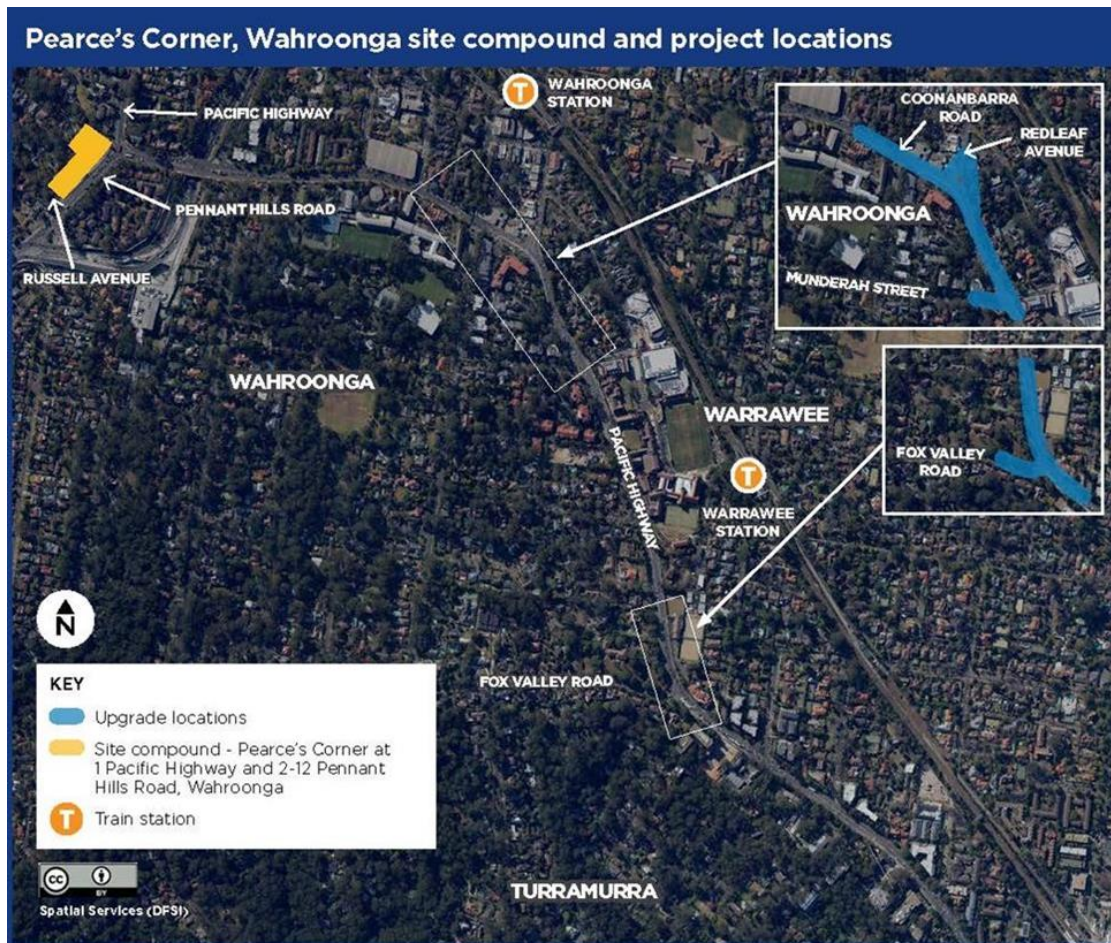 Pearce's Corner, Wahroonga site compound and project locations
PACIFIC HIGHWAY
T
WAHROONGA
STATION
COONANBARRA
ROAD
REDLEAF
AVENUE
PENNANT HILLS ROAD
WAHROONGA
RUSSELL AVENUE
MUNDERAH STREET
WAHROONGA
WARRAWEE
FOX VALLEY
ROAD
PACIFIC HIGHWAY
T
WARRAWEE
STATION
N
FOX VALLEY ROAD
KEY
Upgrade locations
Site compound - Pearce's Corner at
1 Pacific Highway and 2-12 Pennant
Hills Road, Wahroonga
T
Train station
cc
BY
Spatial Services (DFSI)
TURRAMURRA